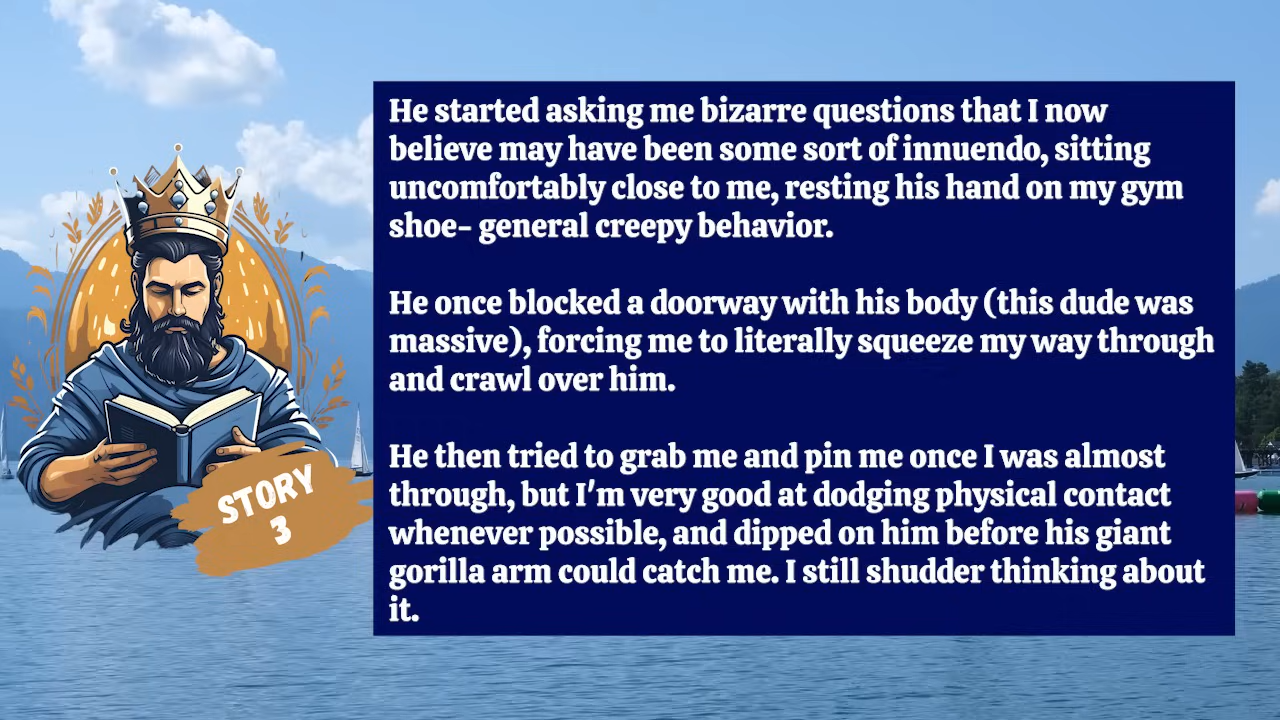 He started asking me bizarre questions that I now
believe may have been some sort of innuendo, sitting
uncomfortably close to me, resting his hand on my gym
shoe- general creepy behavior.
He once blocked a doorway with his body (this dude was
massive), forcing me to literally squeeze my way through
and crawl over him.
He then tried to grab me and pin me once I was almost
through, but I'm very good at dodging physical contact
whenever possible, and dipped on him before his giant
gorilla arm could catch me. I still shudder thinking about
it.
STORY
3